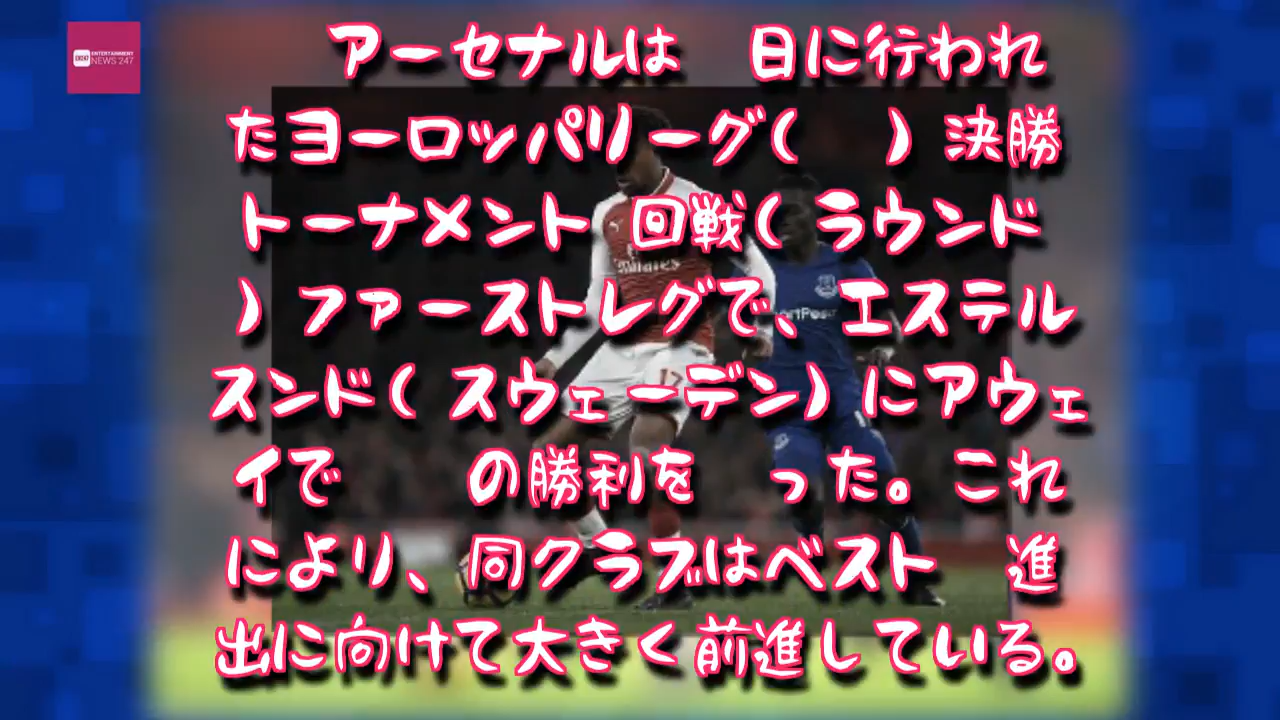 ENTERTAINMENT
NEWS 247
アーセナルは 日に行われ
たヨーロッパリーグ( ) 決勝
トーナメント 回戦( ラウンド
) ファーストレグで、エステル
スンド( スウェーデン) にアウェ
イで の勝利を った。これ
により、同クラブはベスト 進
出に向けて大きく前進している。
Emirates
17